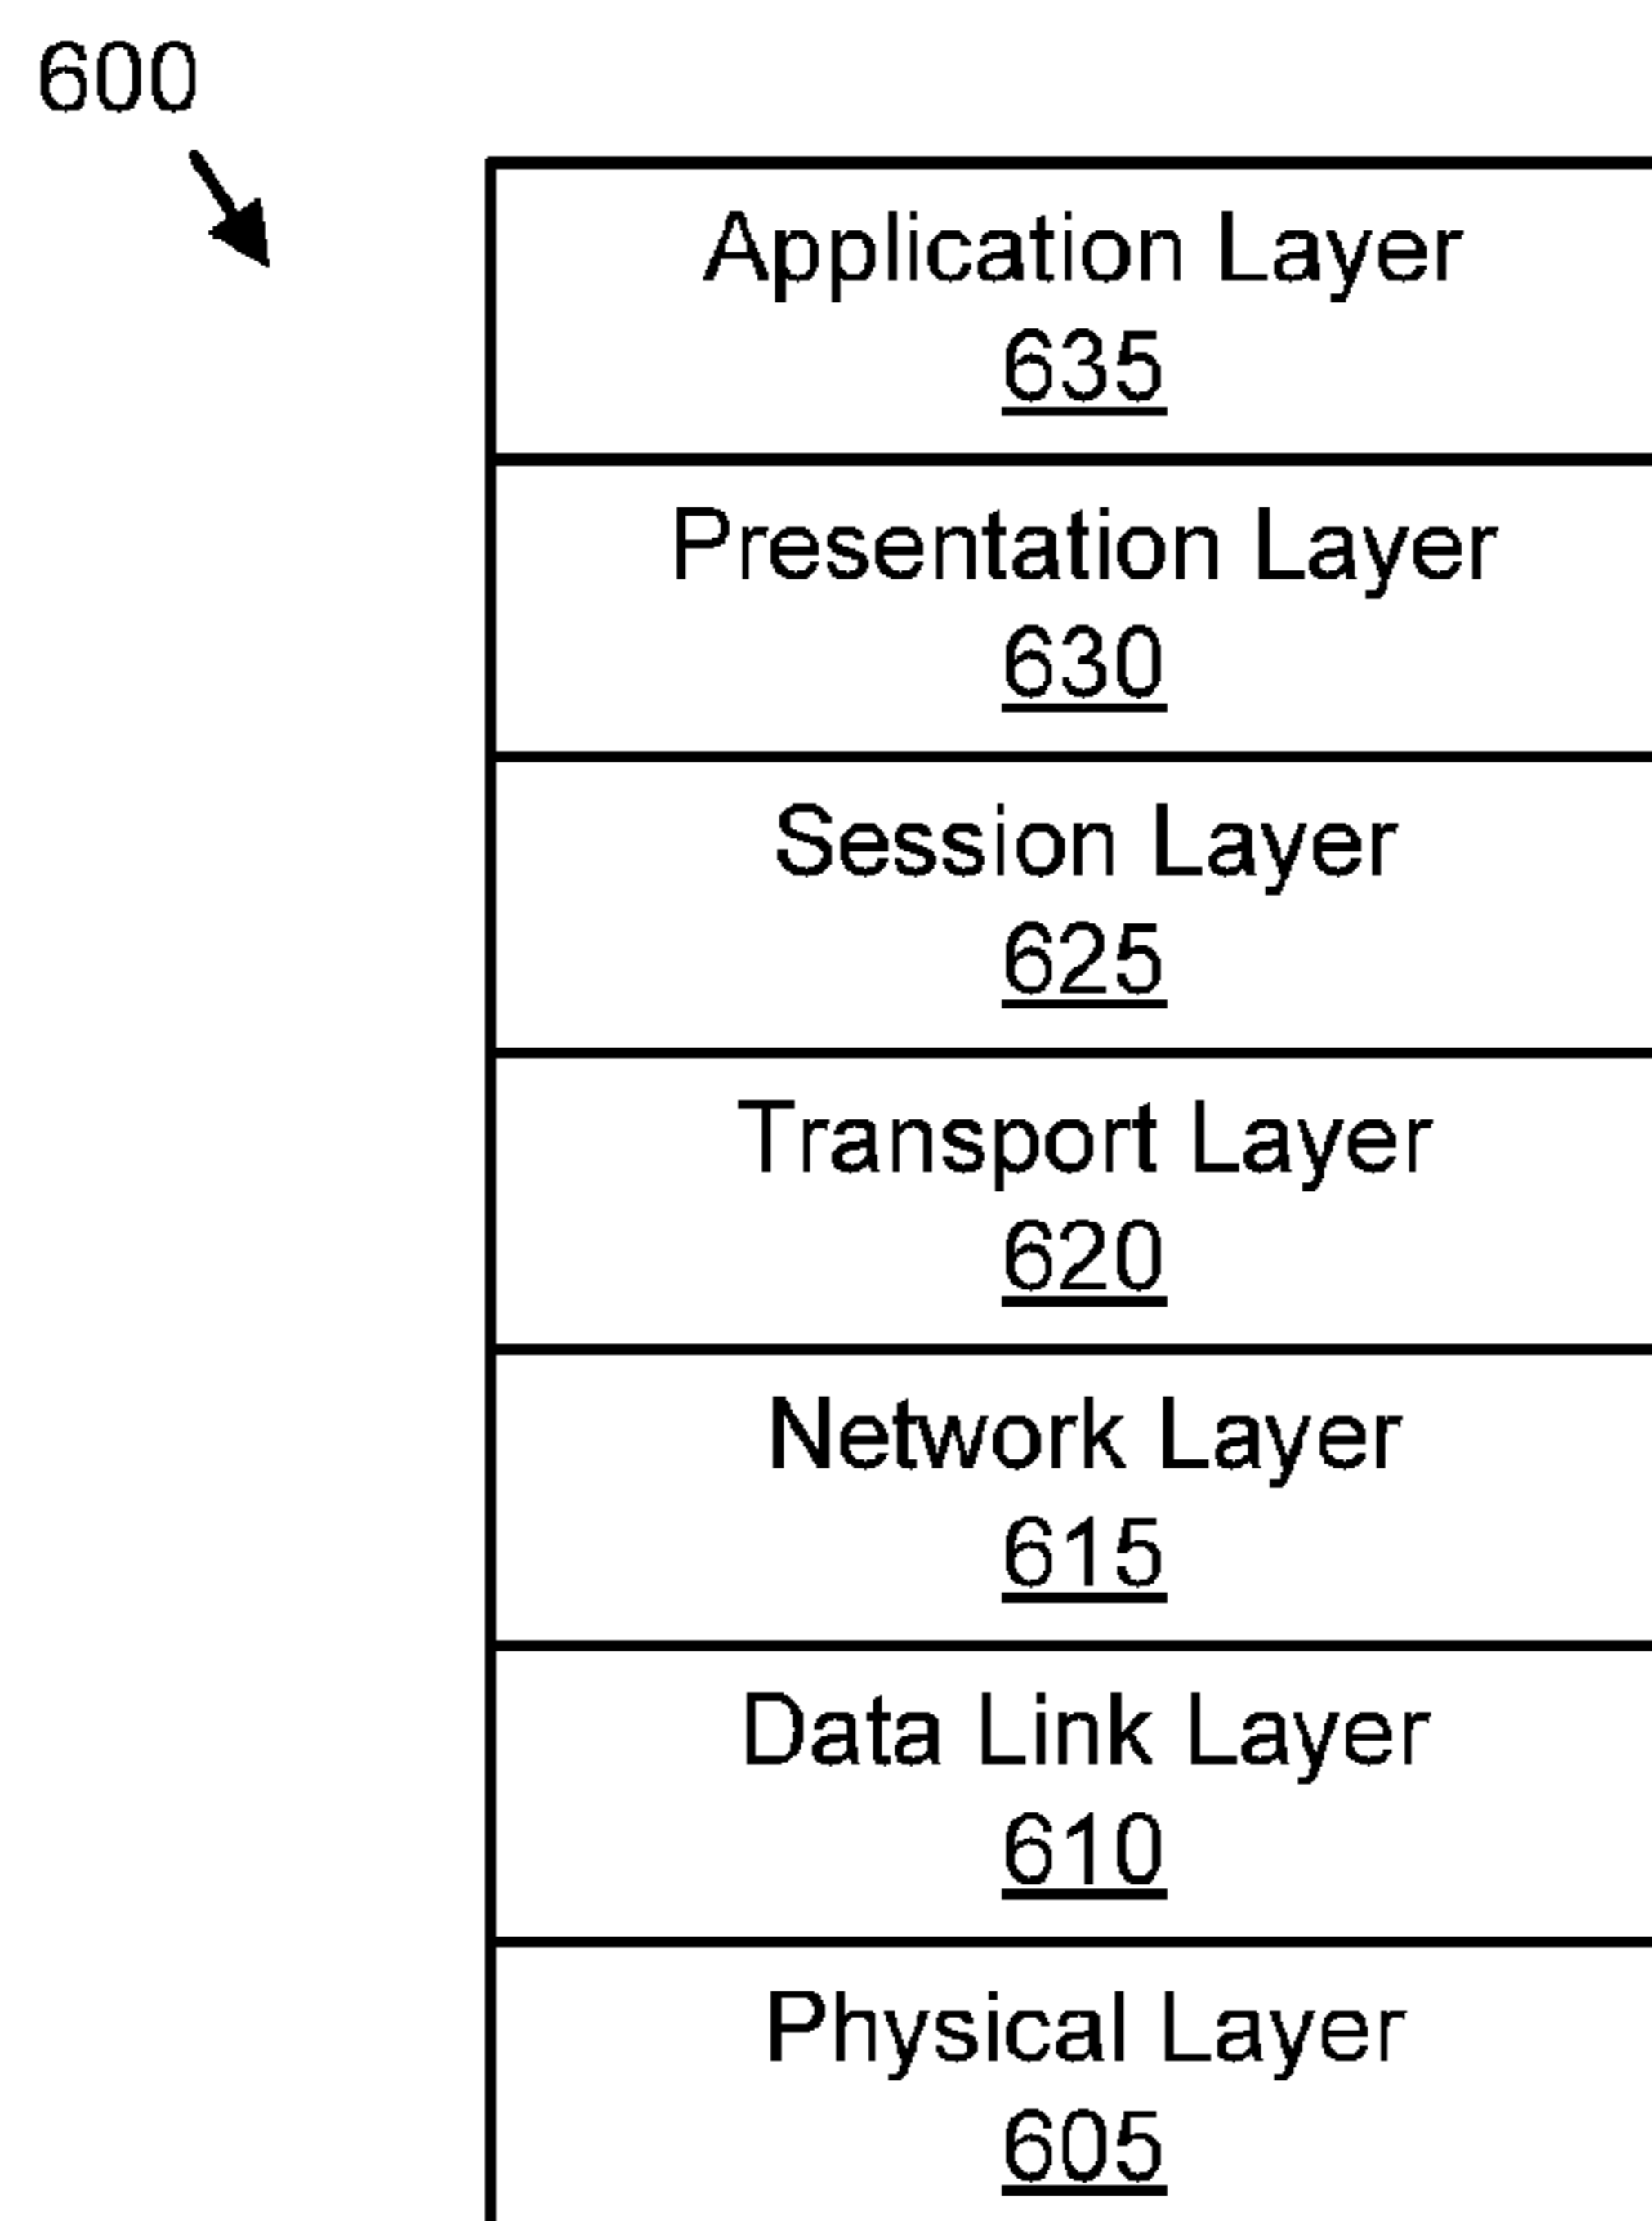 600
Application Layer
635
Presentation Layer
630
Session Layer
625
Transport Layer
620
Network Layer
615
Data Link Layer
610
Physical Layer
605